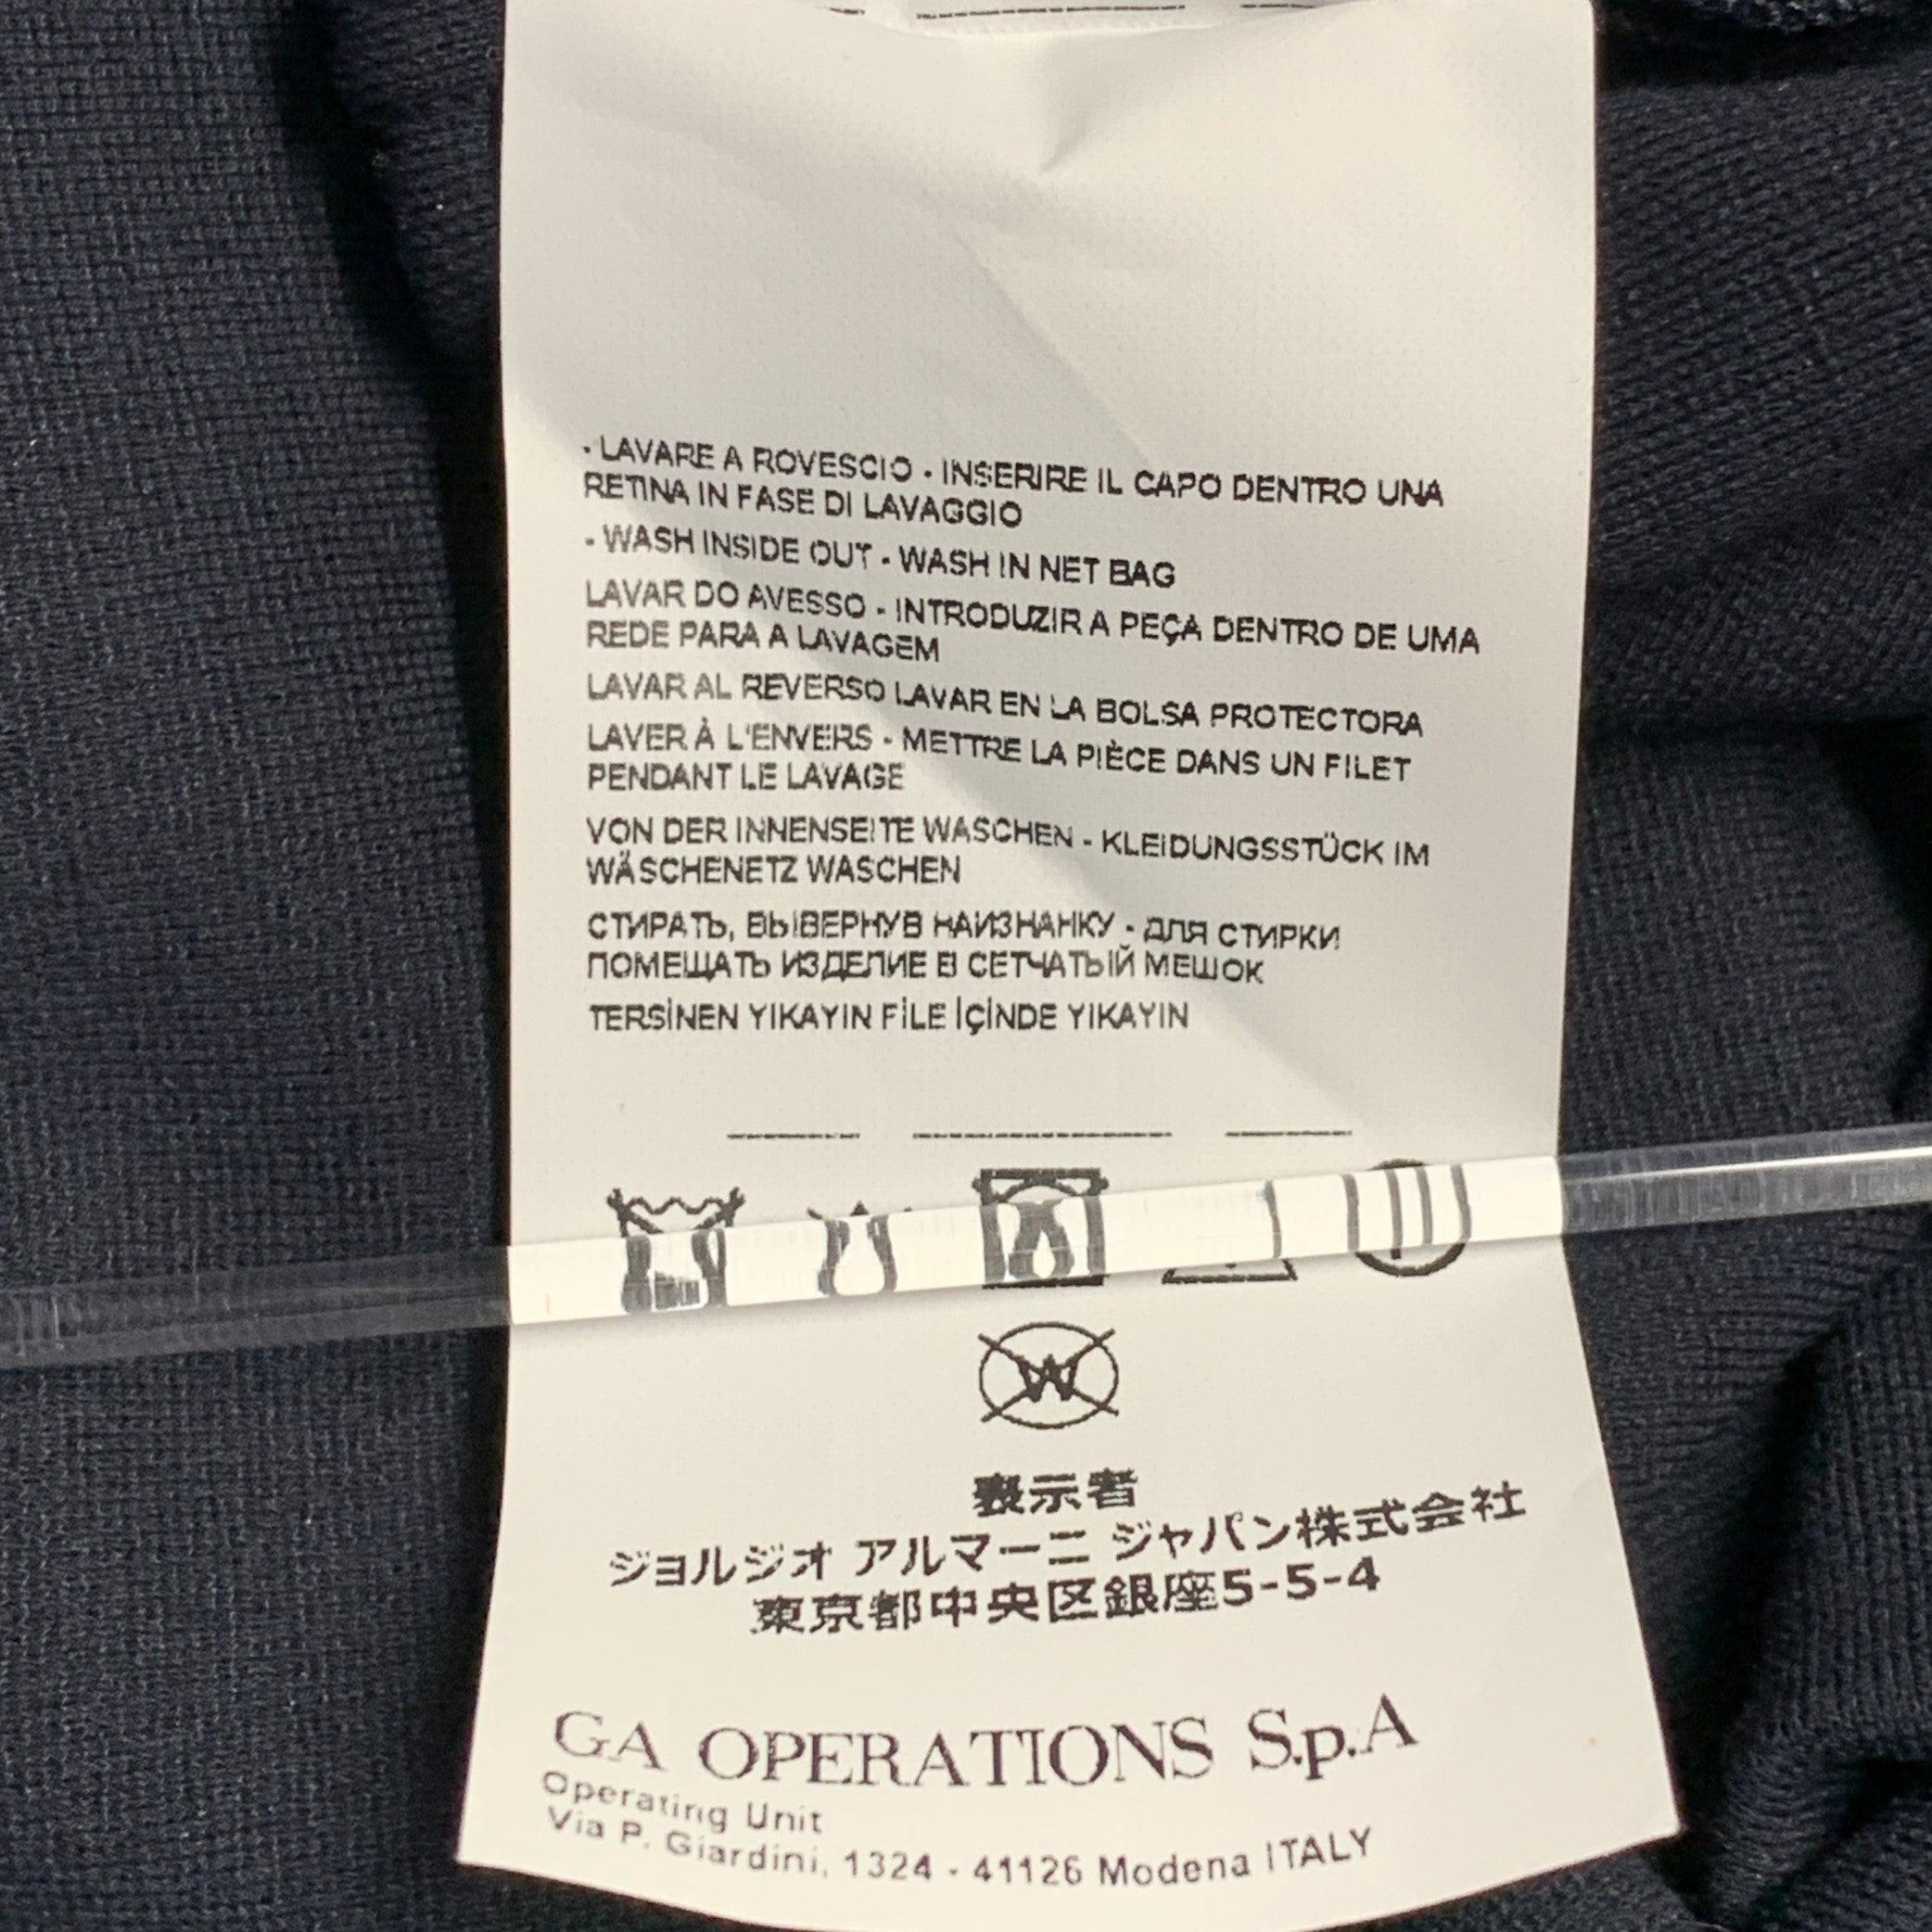 - LAVARE A ROVESCIO - INSERIRE IL CAPO DENTRO UNA
RETINA IN FASE DI LAVAGGIO
- WASH INSIDE OUT - WASH IN NET BAG
LAVAR DO AVESSO - INTRODUZIR A PEÇA DENTRO DE UMA
REDE PARA A LAVAGEM
LAVAR AL REVERSO LAVAR EN LA BOLSA PROTECTORA
LAVER À L'ENVERS - METTRE LA PIÈCE DANS UN FILET
PENDANT LE LAVAGE
VON DER INNENSEITE WASCHEN - KLEIDUNGSSTÜCK IM
WÄSCHENETZ WASCHEN
СТИРАТЬ, ВЫВЕРНУВ НАИЗНАНКУ - ДЛЯ СТИРКИ
ПОМЕЩАТЬ ИЗДЕЛИЕ В СЕТЧАТЫЙ МЕШОК
TERSİNEN YIKAYIN FİLE İÇİNDE YIKAYIN
W
表示者
ジョルジオ アルマーニ ジャパン株式会社
東京都中央区銀座5-5-4
GA OPERATIONS S.p.A
Operating Unit
Via P. Giardini, 1324 - 41126 Modena ITALY